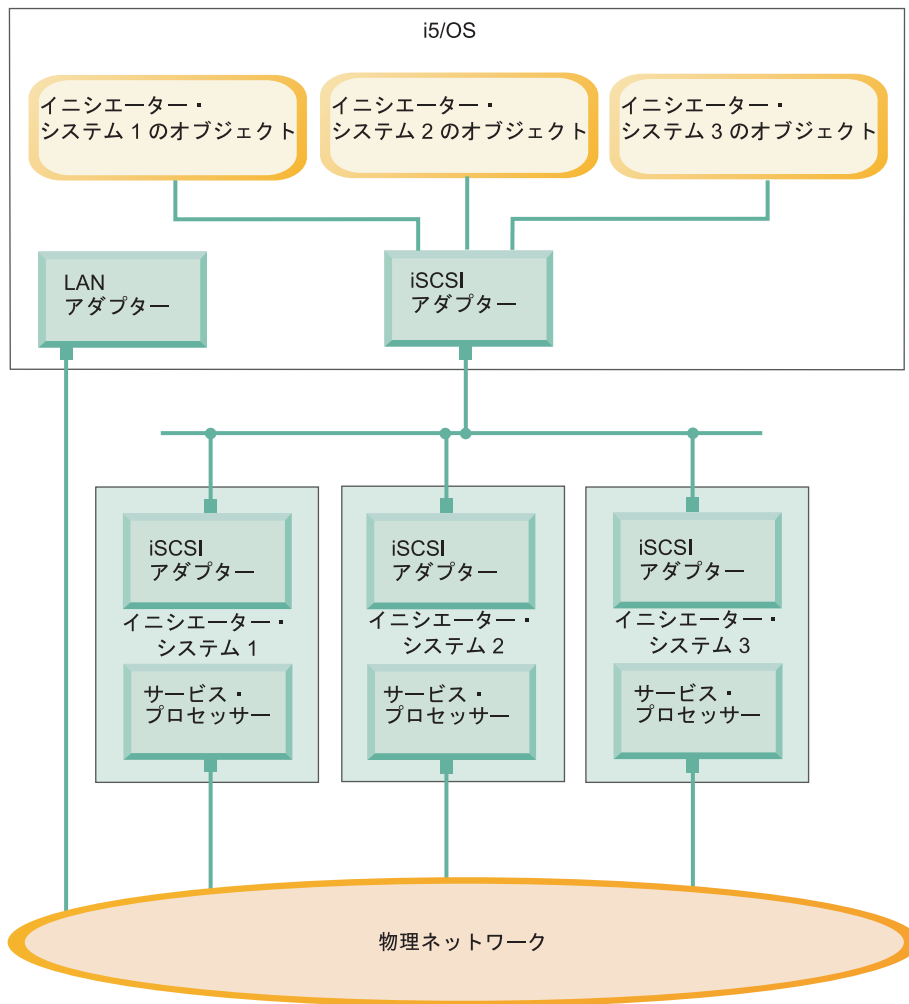 i5/OS
イニシエーター・
システム 1 のオブジェクト
イニシエーター・
システム 2 のオブジェクト
イニシエーター・
システム 3 のオブジェクト
LAN
アダプター
iSCSI
アダプター
iSCSI
アダプター
イニシエーター・
システム 1
サービス・
プロセッサー
iSCSI
アダプター
イニシエーター・
システム 2
サービス・
プロセッサー
iSCSI
アダプター
イニシエーター・
システム 3
サービス・
プロセッサー
物理ネットワーク